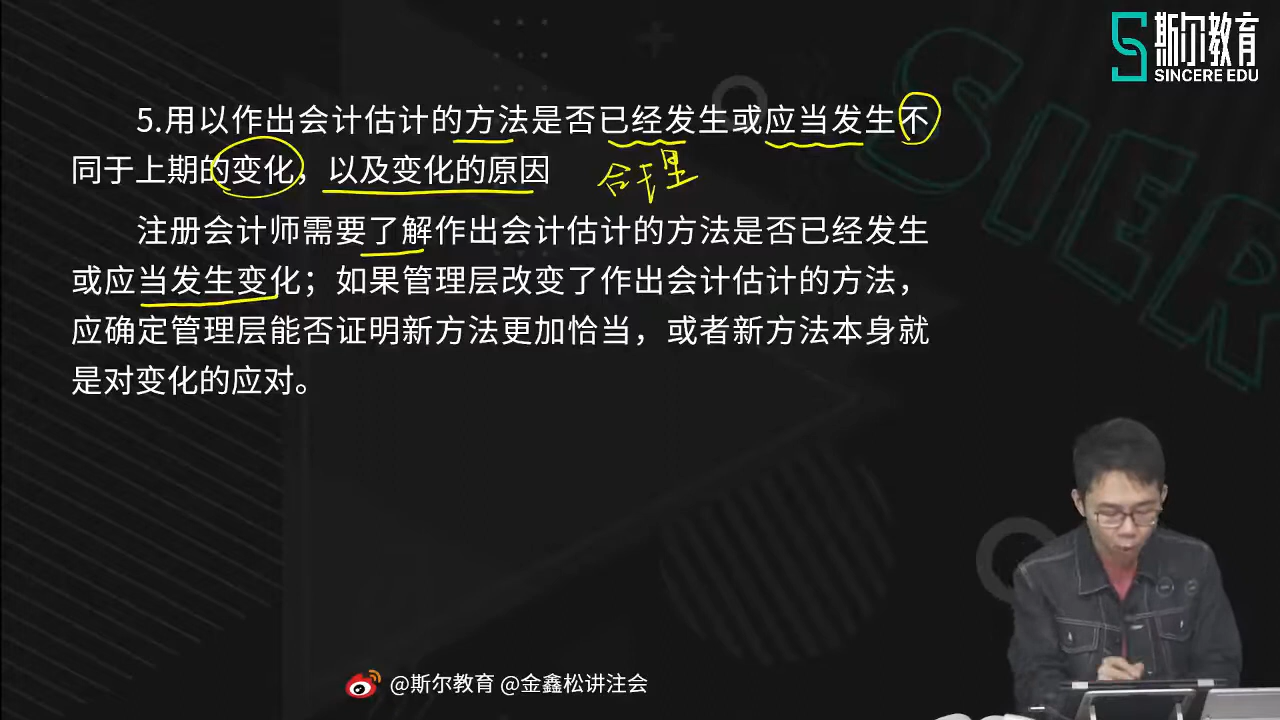 斯尔教育
SINCERE EDU
5.用以作出会计估计的方法是否已经发生或应当发生不
同于上期的变化，以及变化的原因
合理
注册会计师需要了解作出会计估计的方法是否已经发生
或应当发生变化；如果管理层改变了作出会计估计的方法，
应确定管理层能否证明新方法更加恰当，或者新方法本身就
是对变化的应对。
SIER
@斯尔教育 @金鑫松讲注会